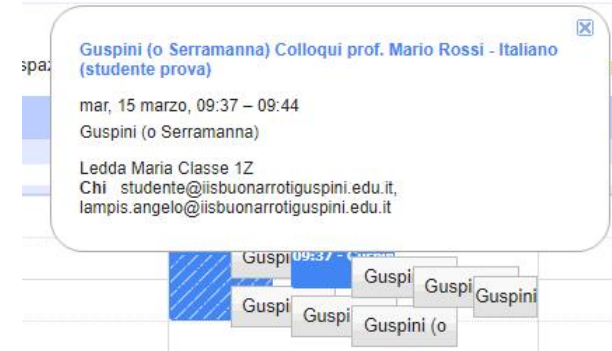 Guspini (o Serramanna) Colloqui prof. Mario Rossi - Italiano
(studente prova)
spaz
mar, 15 marzo, 09:37 – 09:44
Guspini (o Serramanna)
Ledda Maria Classe 1Z
Chi studente@iisbuonarrotiguspini.edu.it,
lampis.angelo@iisbuonarrotiguspini.edu.it
Guspi
09:37 - Guspin
Guspi
Guspi
Guspini
Guspi
Guspi
Guspini (o